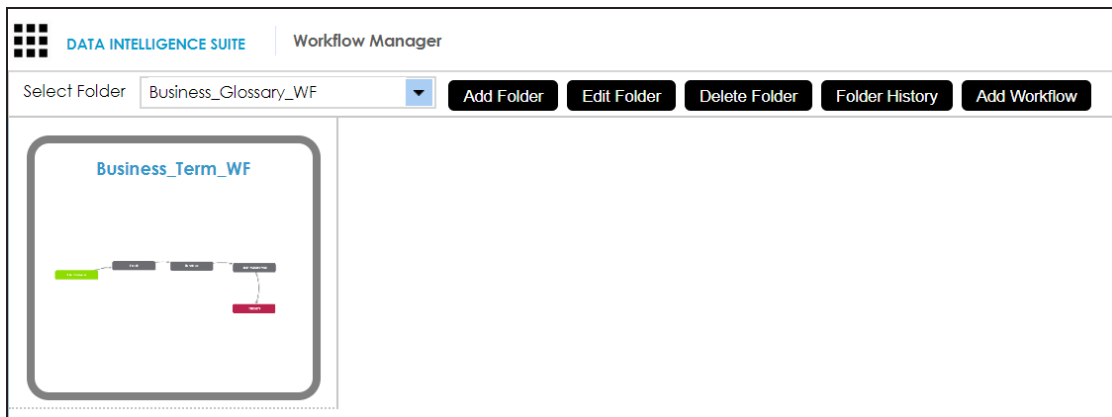 DATA INTELLIGENCE SUITE Workflow Manager
Select Folder Business_Glossary_WF Add Folder Edit Folder Delete Folder Folder History Add Workflow
Business_Term_WF